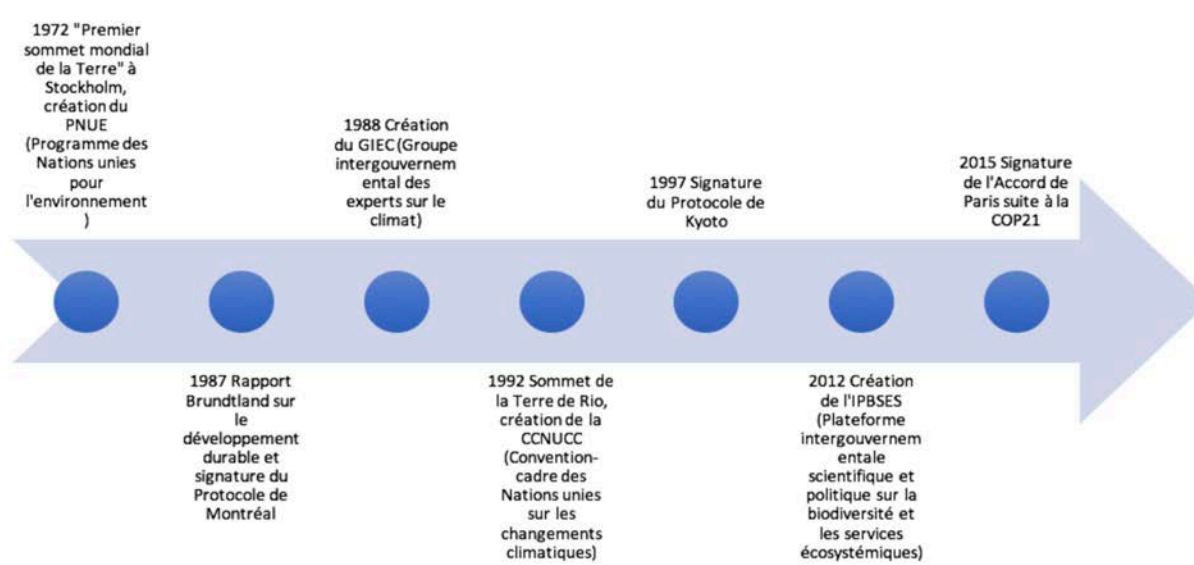 1972 "Premier
sommet mondial
de la Terre" à
Stockholm,
création du
PNUE
(Programme des
Nations unies
pour
l'environnement
)
1987 Rapport
Brundtland sur
le
développement
durable et
signature du
Protocole de
Montréal
1988 Création
du GIEC (Groupe
intergouvernem
ental des
experts sur le
climat)
1992 Sommet de
la Terre de Rio,
création de la
CCNUCC
(Convention-
cadre des
Nations unies
sur les
changements
climatiques)
1997 Signature
du Protocole de
Kyoto
2012 Création
de l'IPBSES
(Plateforme
intergouvernem
entale
scientifique et
politique sur la
biodiversité et
les services
écosystémiques)
2015 Signature
de l'Accord de
Paris suite à la
COP21